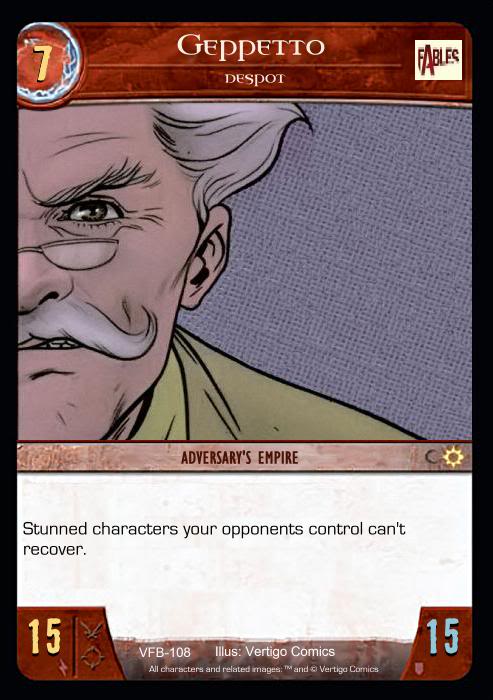 7
GEPPETTO
FABLES
DESPOT
ADVERSARY'S EMPIRE
Stunned characters your opponents control can't
recover.
15
15
VFB-108 Illus: Vertigo Comics
All characters and related images: ™ and © Vertigo Comics